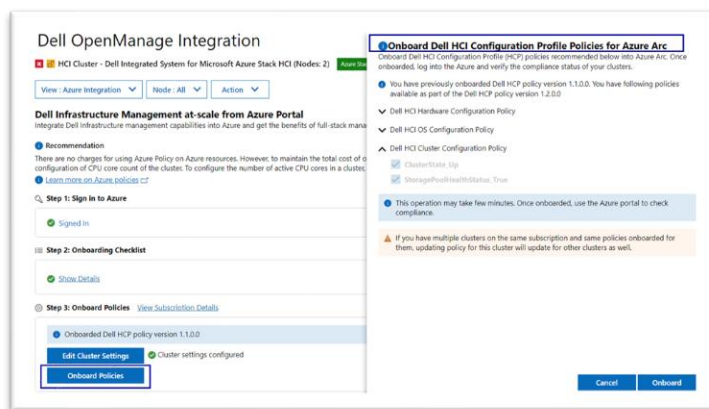 Dell OpenManage Integration
HCI Cluster - Dell Integrated System for Microsoft Azure Stack HCI (Nodes: 2)
View : Azure Integration
Node : All
Action
Dell Infrastructure Management at-scale from Azure Portal
Integrate Dell Infrastructure management capabilities into Azure and get the benefits of full-stack mana
Recommendation
There are no charges for using Azure Policy on Azure resources. However, to maintain the total cost of o
configuration of CPU core count of the cluster. To configure the number of active CPU cores in a cluster,
Learn more on Azure policies
Step 1: Sign in to Azure
Signed In
Step 2: Onboarding Checklist
Show Details
Step 3: Onboard Policies View Subscription Details
Onboarded Dell HCP policy version 1.1.0.0
Edit Cluster Settings
Cluster settings configured
Onboard Policies
Onboard Dell HCI Configuration Profile Policies for Azure Arc
Onboard Dell HCI Configuration Profile (HCP) policies recommended below into Azure Arc. Once
onboarded, log into the Azure and verify the compliance status of your clusters.
You have previously onboarded Dell HCP policy version 1.1.0.0. You have following policies
available as part of the Dell HCP policy version 1.2.0.0
Dell HCI Hardware Configuration Policy
Dell HCI OS Configuration Policy
Dell HCI Cluster Configuration Policy
ClusterState_Up
StoragePoolHealthStatus_True
This operation may take few minutes. Once onboarded, use the Azure portal to check
compliance.
If you have multiple clusters on the same subscription and same policies onboarded for
them, updating policy for this cluster will update for other clusters as well.
Cancel
Onboard